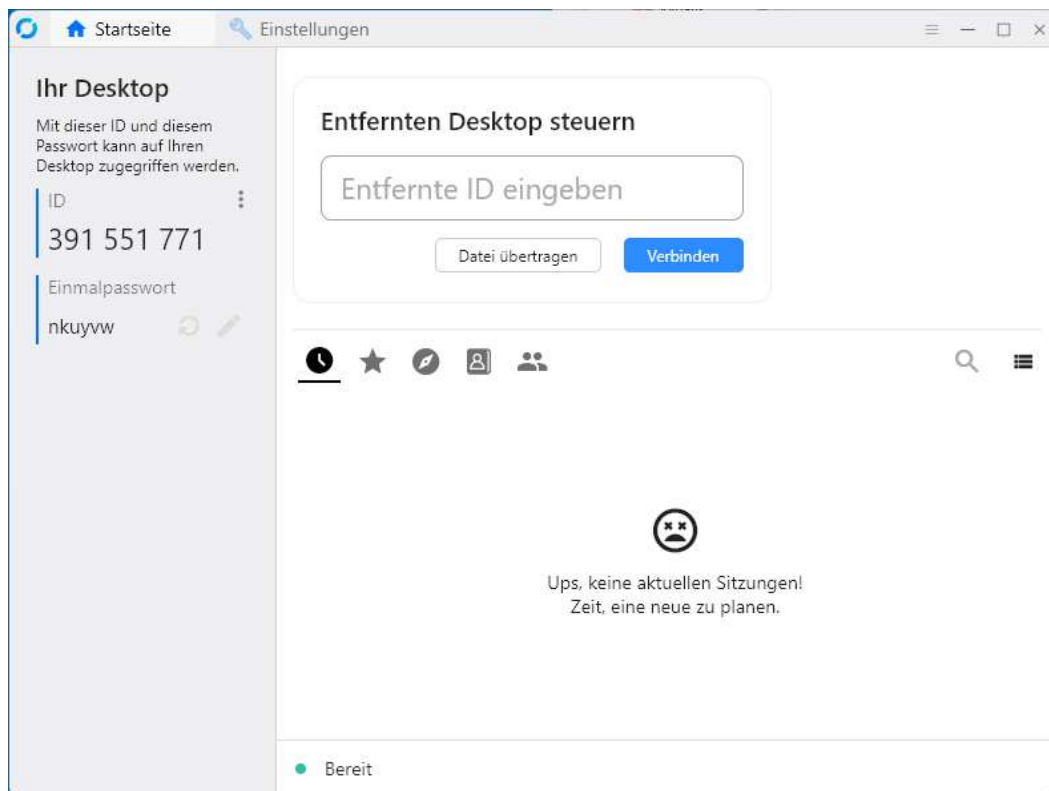 Startseite
Einstellungen
Ihr Desktop
Mit dieser ID und diesem
Passwort kann auf Ihren
Desktop zugegriffen werden.
ID
391 551 771
Einmalpasswort
nkuyvw
Entfernten Desktop steuern
Entfernte ID eingeben
Datei übertragen
Verbinden
Ups, keine aktuellen Sitzungen!
Zeit, eine neue zu planen.
Bereit